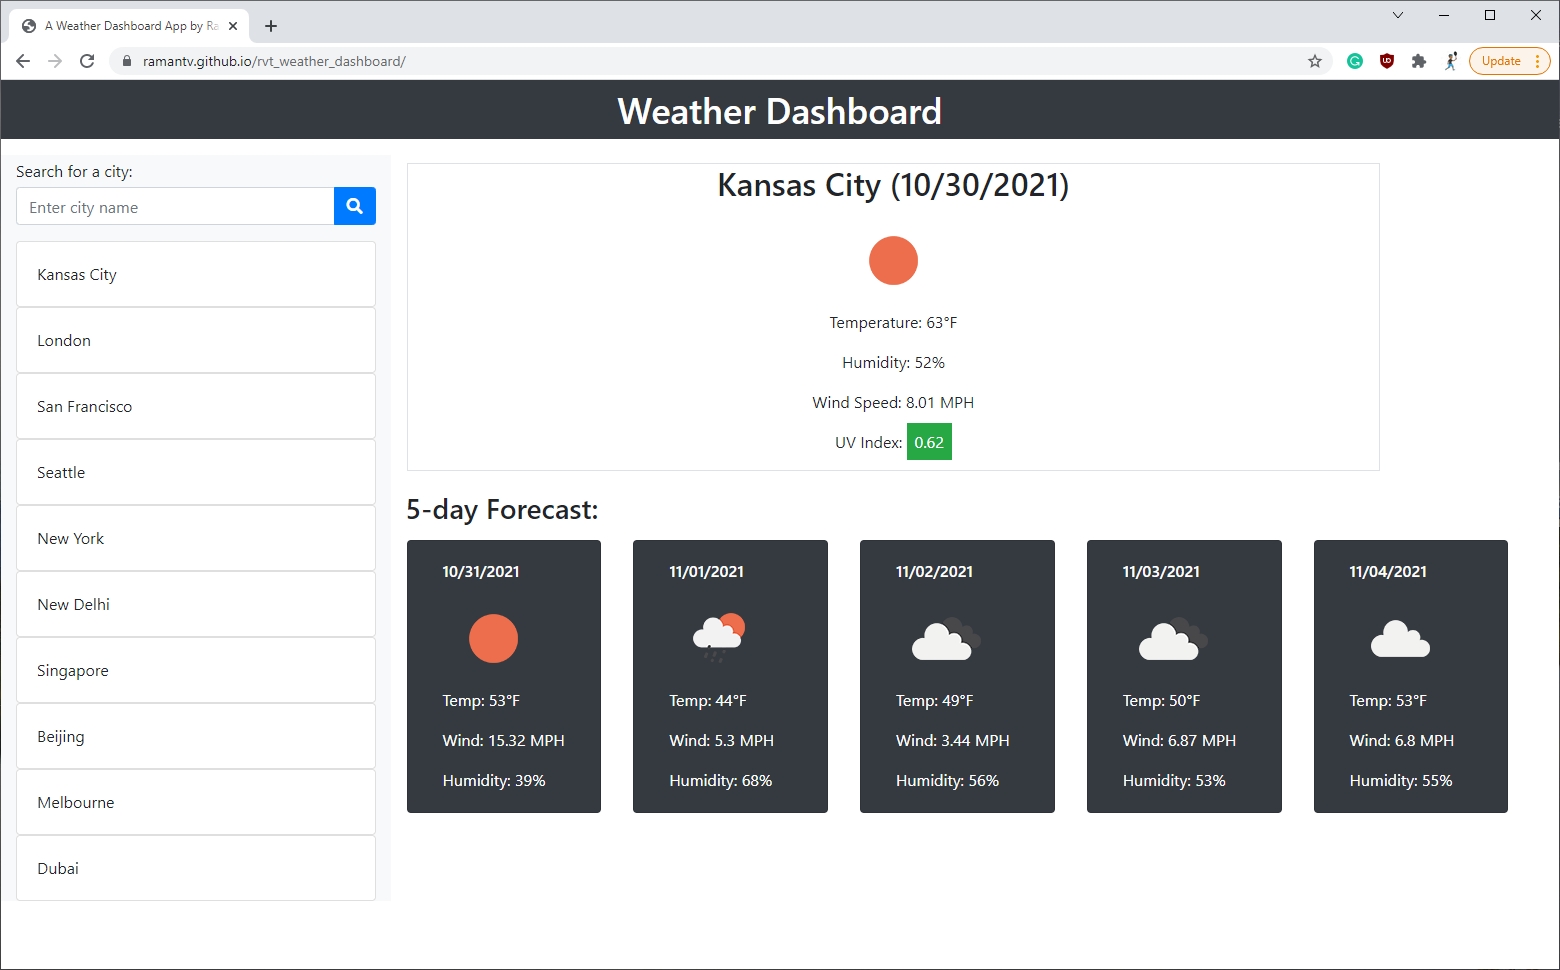 A Weather Dashboard App by Ra
ramantv.github.io/rvt_weather_dashboard/
Update
Weather Dashboard
Search for a city:
Enter city name
Kansas City
London
San Francisco
Seattle
New York
New Delhi
Singapore
Beijing
Melbourne
Dubai
Kansas City (10/30/2021)
Temperature: 63°F
Humidity: 52%
Wind Speed: 8.01 MPH
UV Index: 0.62
5-day Forecast:
10/31/2021
Temp: 53°F
Wind: 15.32 MPH
Humidity: 39%
11/01/2021
Temp: 44°F
Wind: 5.3 MPH
Humidity: 68%
11/02/2021
Temp: 49°F
Wind: 3.44 MPH
Humidity: 56%
11/03/2021
Temp: 50°F
Wind: 6.87 MPH
Humidity: 53%
11/04/2021
Temp: 53°F
Wind: 6.8 MPH
Humidity: 55%